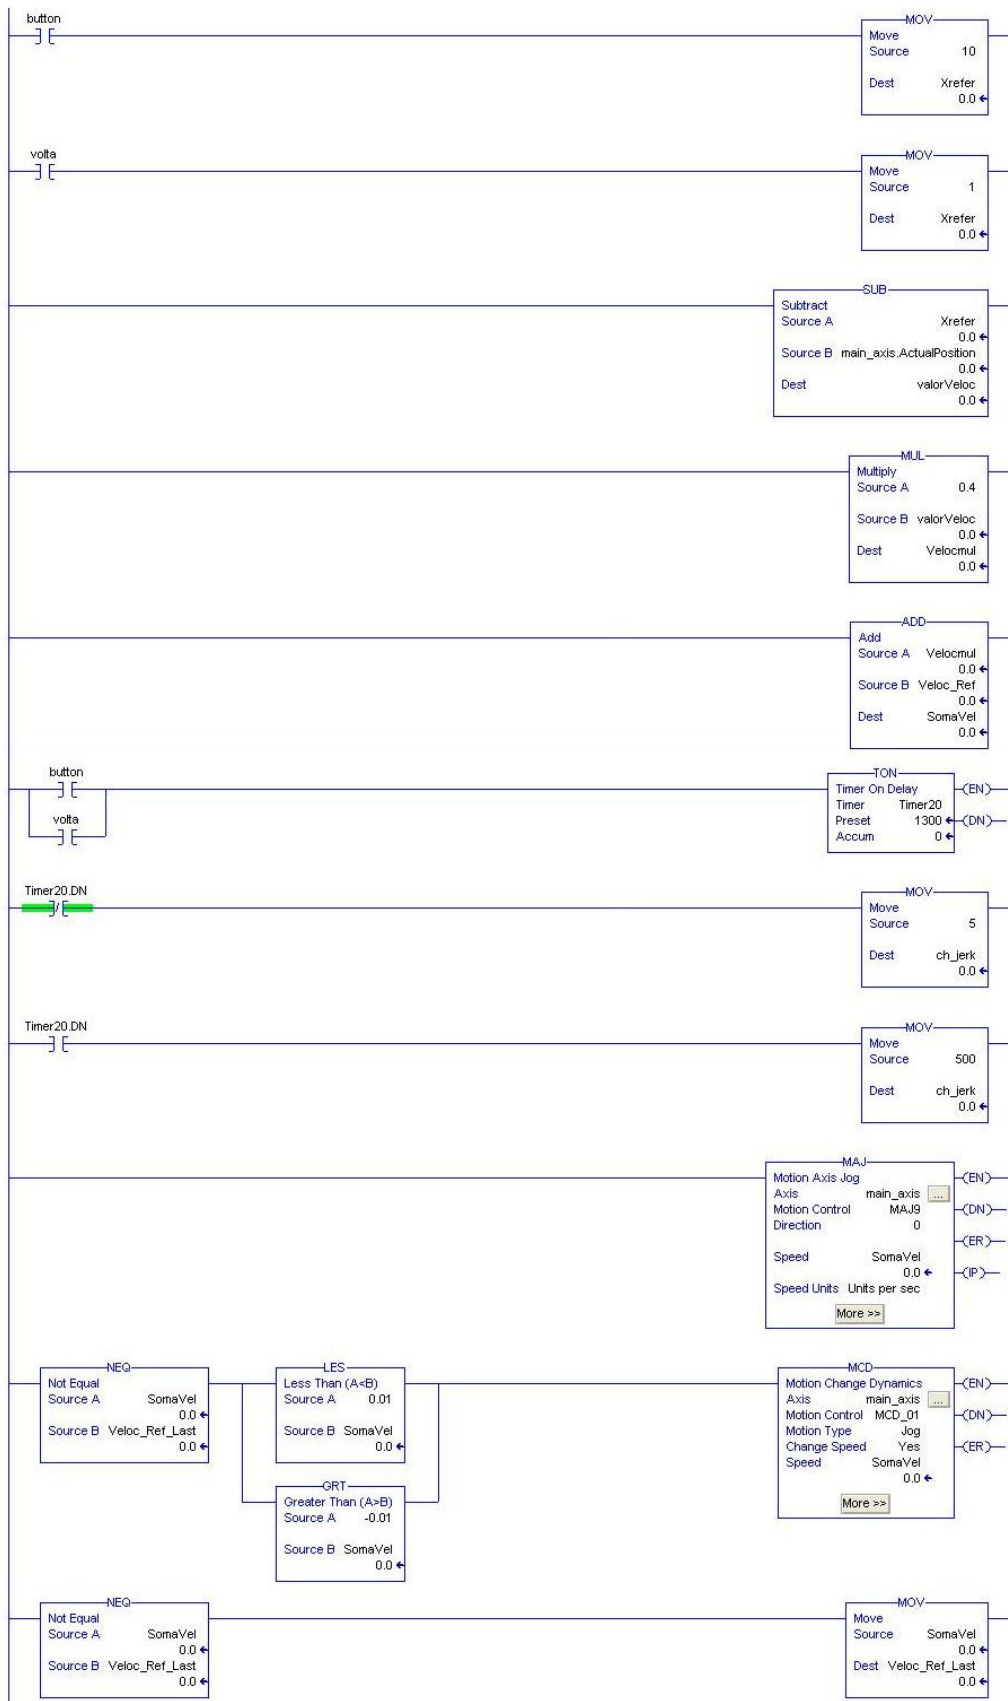 button
MOV
Move
Source 10
Dest Xrefer
0.0
volta
MOV
Move
Source 1
Dest Xrefer
0.0
SUB
Subtract
Source A Xrefer
0.0
Source B main_axis.ActualPosition
0.0
Dest valorVeloc
0.0
MUL
Multiply
Source A 0.4
Source B valorVeloc
0.0
Dest Velocmul
0.0
ADD
Add
Source A Velocmul
0.0
Source B Veloc_Ref
0.0
Dest SomaVel
0.0
button
volta
TON
Timer On Delay (EN)
Timer Timer20
Preset 1300 (DN)
Accum 0
Timer20.DN
MOV
Move
Source 5
Dest ch_jerk
0.0
Timer20.DN
MOV
Move
Source 500
Dest ch_jerk
0.0
MAJ
Motion Axis Jog (EN)
Axis main_axis ...
Motion Control MAJ9 (DN)
Direction 0
(ER)
Speed SomaVel
0.0 (IP)
Speed Units Units per sec
More >>
NEQ
Not Equal
Source A SomaVel
0.0
Source B Veloc_Ref_Last
0.0
LES
Less Than (A<B)
Source A 0.01
Source B SomaVel
0.0
GRT
Greater Than (A>B)
Source A -0.01
Source B SomaVel
0.0
MCD
Motion Change Dynamics (EN)
Axis main_axis ...
Motion Control MCD_01 (DN)
Motion Type Jog
Change Speed Yes (ER)
Speed SomaVel
0.0
More >>
NEQ
Not Equal
Source A SomaVel
0.0
Source B Veloc_Ref_Last
0.0
MOV
Move
Source SomaVel
0.0
Dest Veloc_Ref_Last
0.0